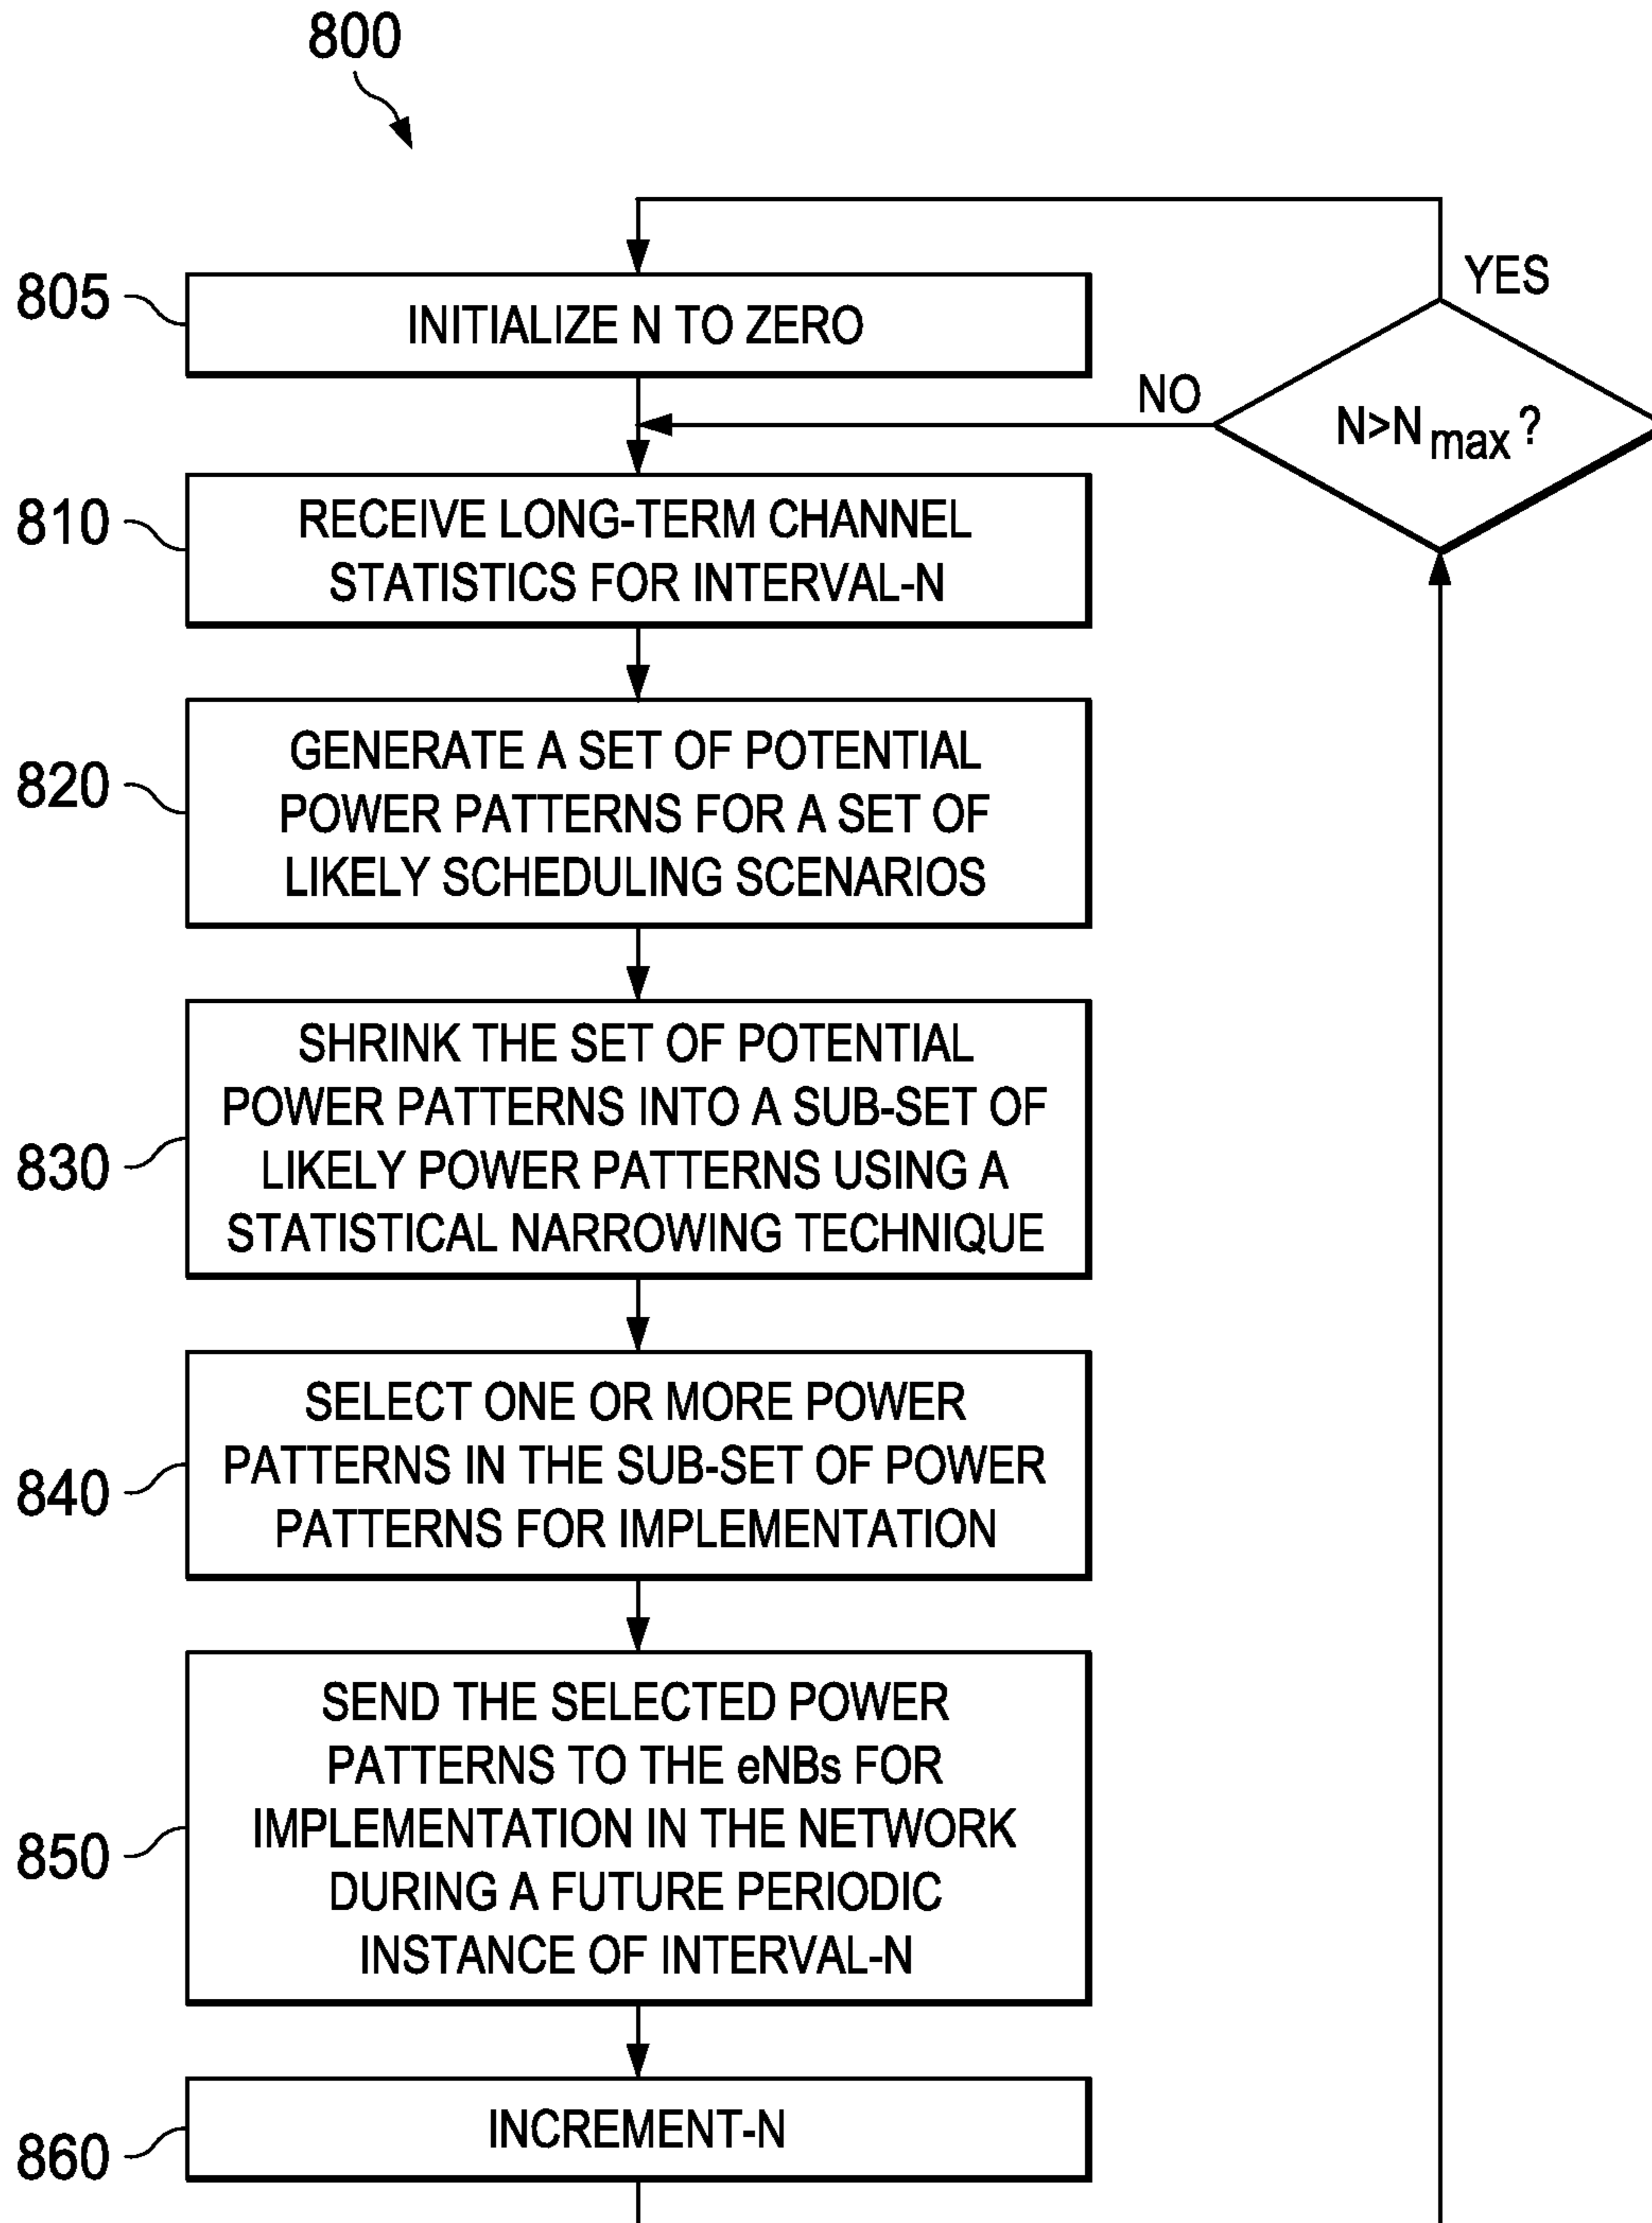 800
805
INITIALIZE N TO ZERO
YES
NO
N>Nmax?
810
RECEIVE LONG-TERM CHANNEL
STATISTICS FOR INTERVAL-N
820
GENERATE A SET OF POTENTIAL
POWER PATTERNS FOR A SET OF
LIKELY SCHEDULING SCENARIOS
830
SHRINK THE SET OF POTENTIAL
POWER PATTERNS INTO A SUB-SET OF
LIKELY POWER PATTERNS USING A
STATISTICAL NARROWING TECHNIQUE
840
SELECT ONE OR MORE POWER
PATTERNS IN THE SUB-SET OF POWER
PATTERNS FOR IMPLEMENTATION
850
SEND THE SELECTED POWER
PATTERNS TO THE eNBs FOR
IMPLEMENTATION IN THE NETWORK
DURING A FUTURE PERIODIC
INSTANCE OF INTERVAL-N
860
INCREMENT-N